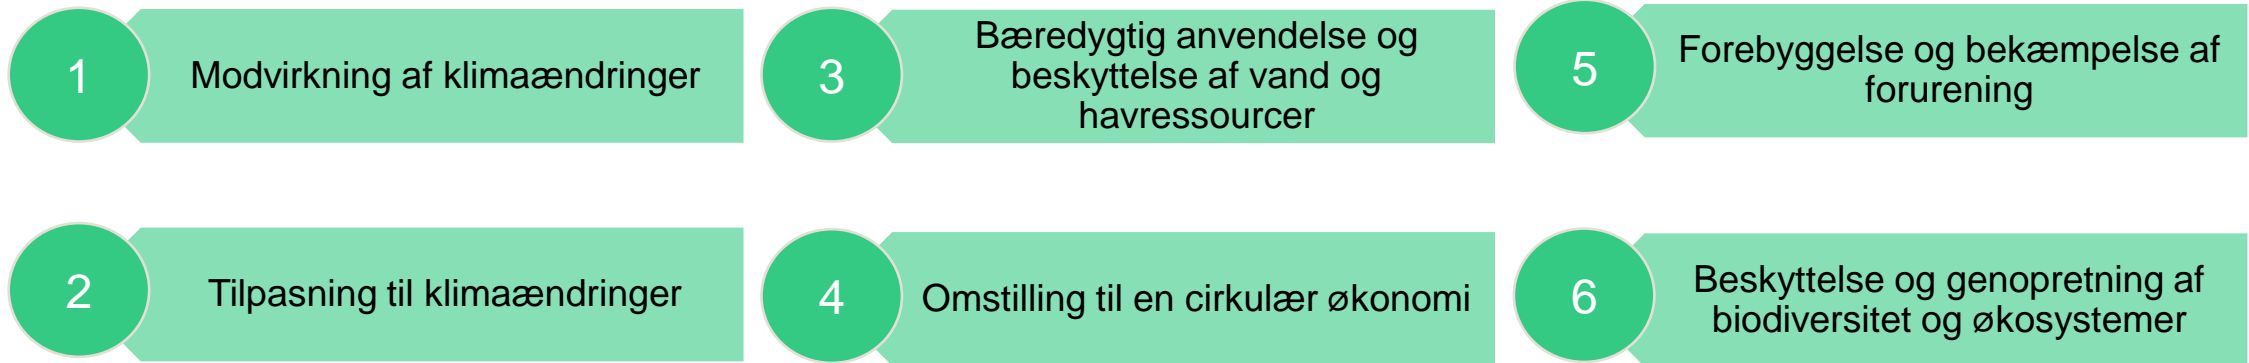 1
Modvirkning af klimaændringer
2
Tilpasning til klimaændringer
3
Bæredygtig anvendelse og
beskyttelse af vand og
havressourcer
4
Omstilling til en cirkulær økonomi
5
Forebyggelse og bekæmpelse af
forurening
6
Beskyttelse og genopretning af
biodiversitet og økosystemer